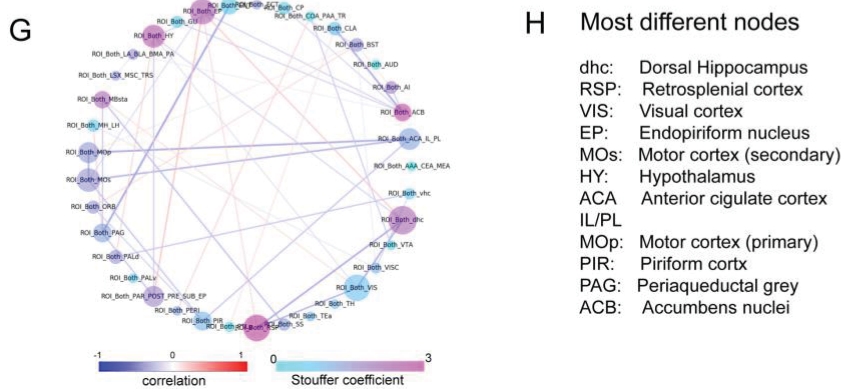 G
ROI_Both_EP
ROI_Both_CP
ROI_Both_COA_PAA_TR
ROI_Both_CLA
ROI_Both_BST
ROI_Both_AUD
ROI_Both_AI
ROI_Both_ACB
ROI_Both_ACA_IL_PL
ROI_Both_AAA_CEA_MEA
ROI_Both_vhc
ROI_Both_dhc
ROI_Both_VTA
ROI_Both_VISC
ROI_Both_VIS
ROI_Both_TH
ROI_Both_TEa
ROI_Both_SS
ROI_Both_PIR
ROI_Both_PERI
ROI_Both_PAR_POST_PRE_SUB_EP
ROI_Both_PALv
ROI_Both_PALd
ROI_Both_PAG
ROI_Both_ORB
ROI_Both_MOs
ROI_Both_MOp
ROI_Both_MH_LH
ROI_Both_MBsta
ROI_Both_LSX_MSC_TRS
ROI_Both_LA_BLA_BMA_PA
ROI_Both_HY
ROI_Both_GU
-1 0 1
correlation
0 3
Stouffer coefficient
H Most different nodes
dhc: Dorsal Hippocampus
RSP: Retrosplenial cortex
VIS: Visual cortex
EP: Endopiriform nucleus
MOs: Motor cortex (secondary)
HY: Hypothalamus
ACA Anterior cigulate cortex
IL/PL
MOp: Motor cortex (primary)
PIR: Piriform cortx
PAG: Periaqueductal grey
ACB: Accumbens nuclei